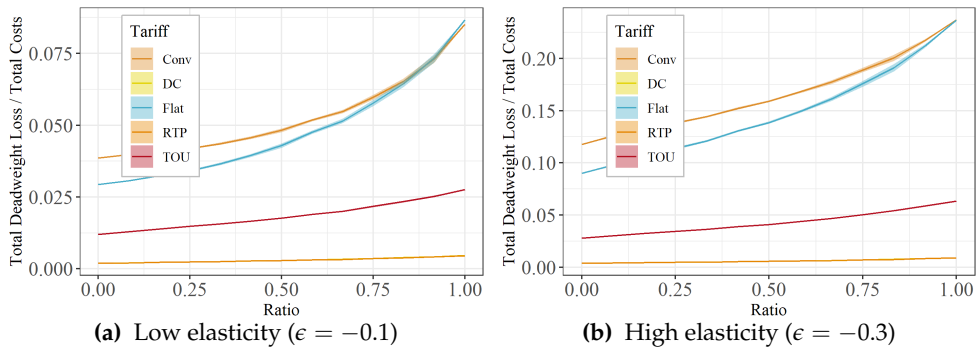 Total Deadweight Loss / Total Costs
0.075
0.050
0.025
0.000
Tariff
Conv
DC
Flat
RTP
TOU
0.00 0.25 0.50 0.75 1.00
Ratio
(a) Low elasticity (ϵ = −0.1)
Total Deadweight Loss / Total Costs
0.20
0.15
0.10
0.05
0.00
Tariff
Conv
DC
Flat
RTP
TOU
0.00 0.25 0.50 0.75 1.00
Ratio
(b) High elasticity (ϵ = −0.3)